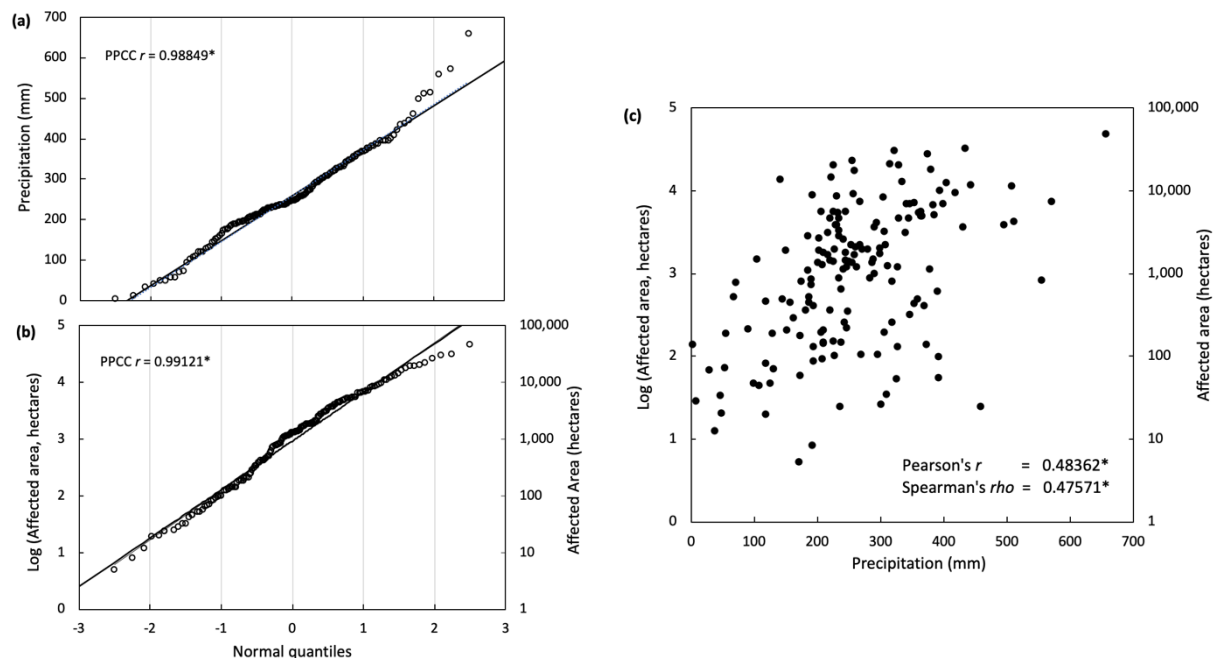 (a)
700
600
500
400
300
200
100
0
Precipitation (mm)
PPCC r = 0.98849*
(b)
5
4
3
2
1
0
Log (Affected area, hectares)
PPCC r = 0.99121*
100,000
10,000
1,000
100
10
1
Affected Area (hectares)
-3 -2 -1 0 1 2 3
Normal quantiles
(c)
5
4
3
2
1
0
Log (Affected area, hectares)
100,000
10,000
1,000
100
10
1
Affected area (hectares)
Pearson's r = 0.48362*
Spearman's rho = 0.47571*
0 100 200 300 400 500 600 700
Precipitation (mm)